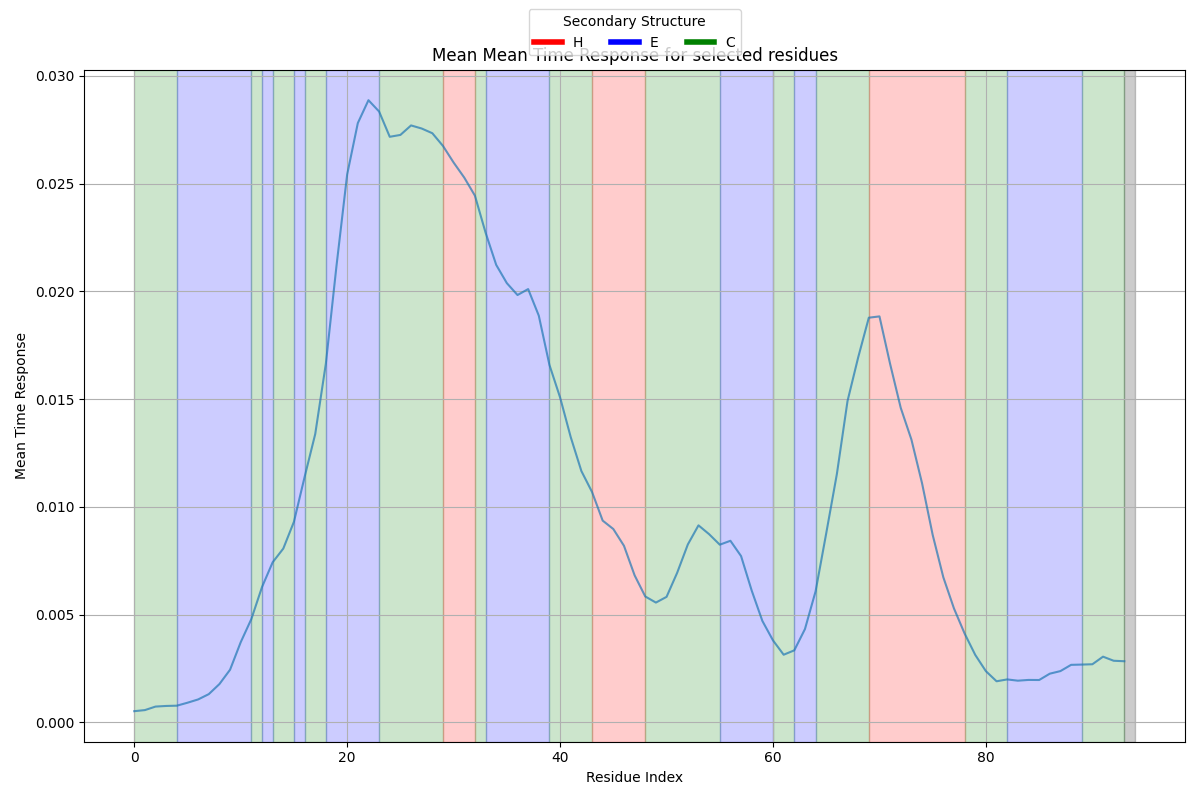 Secondary Structure
H E C
Mean Mean Time Response for selected residues
0.030
0.025
0.020
0.015
0.010
0.005
0.000
Mean Time Response
0 20 40 60 80
Residue Index